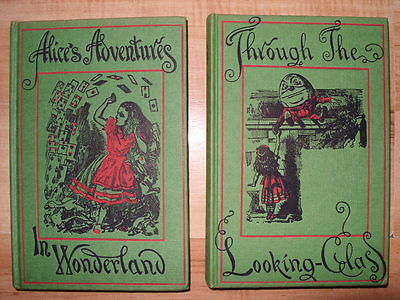 Alice's Adventures
In Wonderland
Through The
Looking-Glass